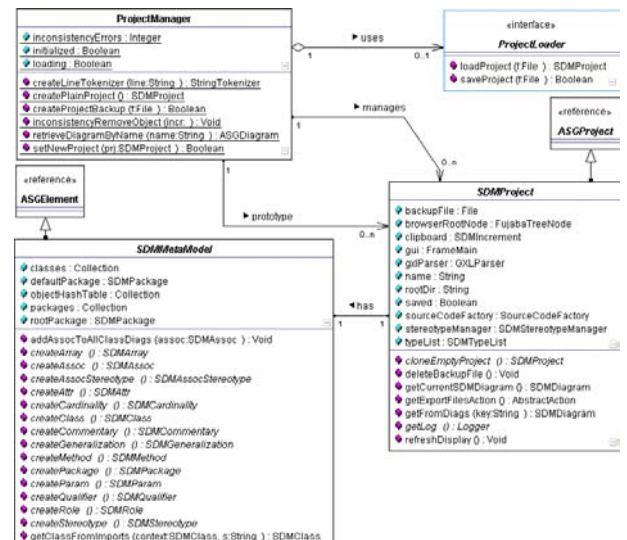 ProjectManager
inconsistencyErrors : Integer
initialized : Boolean
loading : Boolean
createLineTokenizer (line:String ) : StringTokenizer
createPlainProject () : SDMProject
createProjectBackup (f:File ) : Boolean
inconsistencyRemoveObject (incr: ) : Void
retrieveDiagramByName (name:String ) : ASGDiagram
setNewProject (prj:SDMProject ) : Boolean
uses
1
0..1
«interface»
ProjectLoader
loadProject (f:File ) : SDMProject
saveProject (f:File ) : Boolean
manages
1
0..n
«reference»
ASGProject
1
prototype
0..n
«reference»
ASGElement
SDMMetaModel
classes : Collection
defaultPackage : SDMPackage
objectHashTable : Collection
packages : Collection
rootPackage : SDMPackage
addAssocToAllClassDiags (assoc:SDMAssoc ) : Void
createArray () : SDMArray
createAssoc () : SDMAssoc
createAssocStereotype () : SDMAssocStereotype
createAttr () : SDMAttr
createCardinality () : SDMCardinality
createClass () : SDMClass
createCommentary () : SDMCommentary
createGeneralization () : SDMGeneralization
createMethod () : SDMMethod
createPackage () : SDMPackage
createParam () : SDMParam
createQualifier () : SDMQualifier
createRole () : SDMRole
createStereotype () : SDMStereotype
getClassFromImports (context:SDMClass, s:String ) : SDMClass
has
1
1
SDMProject
backupFile : File
browserRootNode : FujabaTreeNode
clipboard : SDMIncrement
gui : FrameMain
gxlParser : GXLParser
name : String
rootDir : String
saved : Boolean
sourceCodeFactory : SourceCodeFactory
stereotypeManager : SDMStereotypeManager
typeList : SDMTypeList
cloneEmptyProject () : SDMProject
deleteBackupFile () : Void
getCurrentSDMDiagram () : SDMDiagram
getExportFilesAction () : AbstractAction
getFromDiags (key:String ) : SDMDiagram
getLog () : Logger
refreshDisplay () : Void